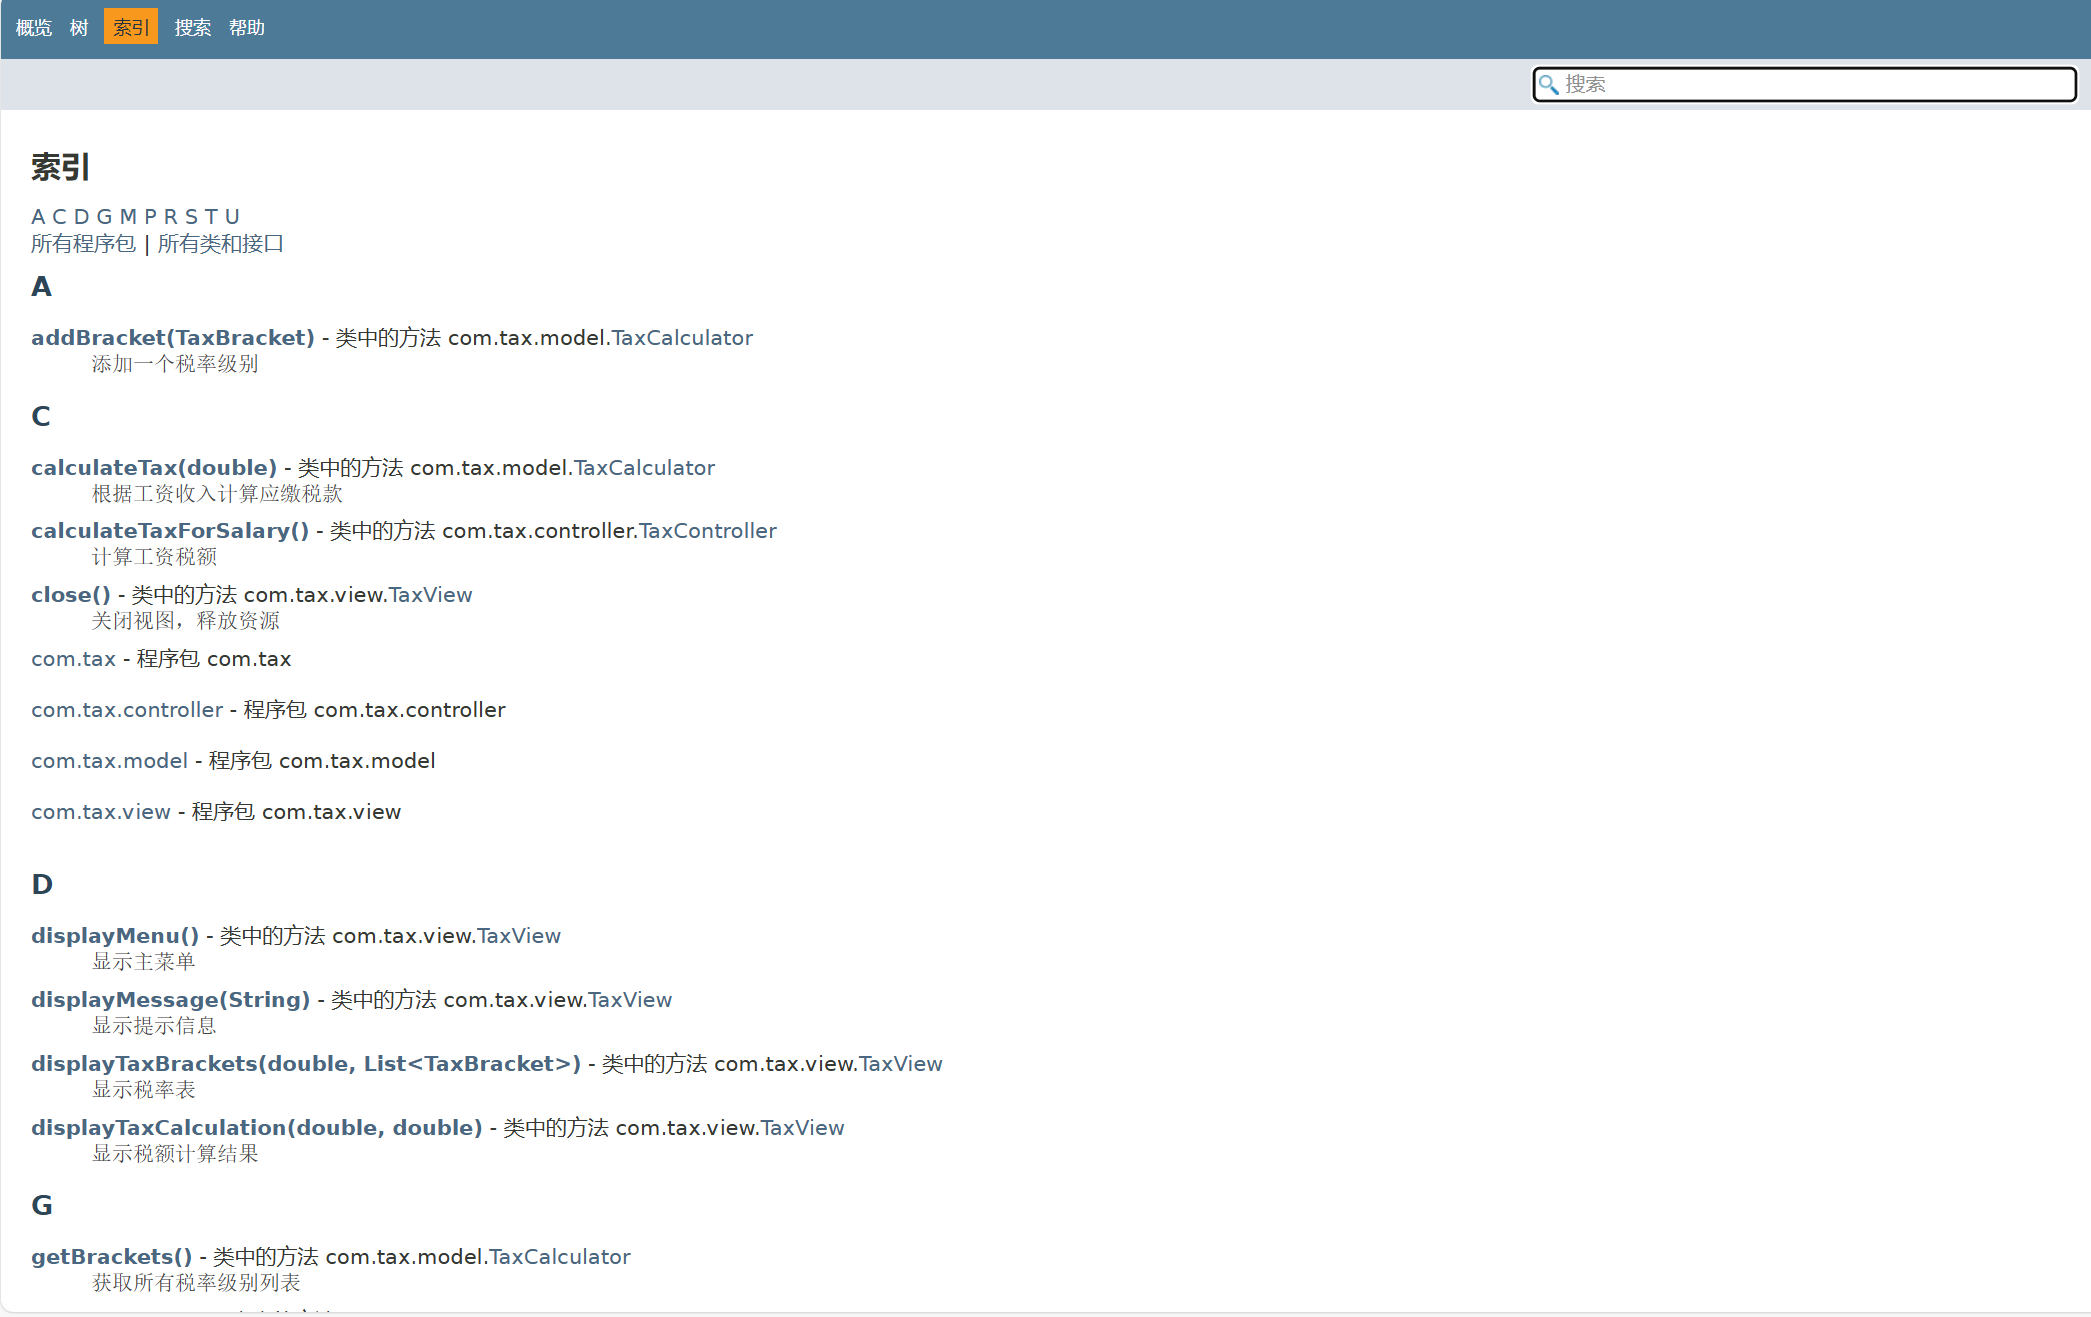 概览 树 索引 搜索 帮助
搜索
索引
A C D G M P R S T U
所有程序包 | 所有类和接口
A
addBracket(TaxBracket) - 类中的方法 com.tax.model.TaxCalculator
添加一个税率级别
C
calculateTax(double) - 类中的方法 com.tax.model.TaxCalculator
根据工资收入计算应缴税款
calculateTaxForSalary() - 类中的方法 com.tax.controller.TaxController
计算工资税额
close() - 类中的方法 com.tax.view.TaxView
关闭视图，释放资源
com.tax - 程序包 com.tax
com.tax.controller - 程序包 com.tax.controller
com.tax.model - 程序包 com.tax.model
com.tax.view - 程序包 com.tax.view
D
displayMenu() - 类中的方法 com.tax.view.TaxView
显示主菜单
displayMessage(String) - 类中的方法 com.tax.view.TaxView
显示提示信息
displayTaxBrackets(double, List<TaxBracket>) - 类中的方法 com.tax.view.TaxView
显示税率表
displayTaxCalculation(double, double) - 类中的方法 com.tax.view.TaxView
显示税额计算结果
G
getBrackets() - 类中的方法 com.tax.model.TaxCalculator
获取所有税率级别列表